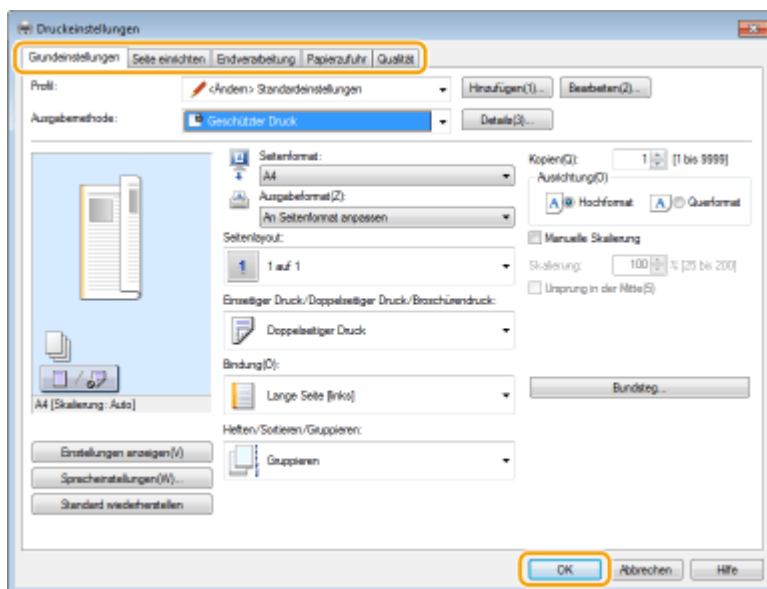 Druckeinstellungen
Grundeinstellungen Seite einrichten Endverarbeitung Papierzufuhr Qualität
Profil: <Ändern> Standardeinstellungen Hinzufügen(1)... Bearbeiten(2)...
Ausgabemethode: Geschützter Druck Details(3)...
Seitenformat: Kopien(Q): 1 [1 bis 9999]
A4 Ausrichtung(O)
Ausgabeformat(Z): A Hochformat A Querformat
An Seitenformat anpassen
Seitenlayout: Manuelle Skalierung
1 1 auf 1 Skalierung: 100 % [25 bis 200]
Ursprung in der Mitte(5)
Einseitiger Druck/Doppelseitiger Druck/Broschürendruck:
Doppelseitiger Druck
Bindung(O):
Lange Seite [links] Bundsteg...
A4 [Skalierung: Auto]
Heften/Sortieren/Gruppieren:
Einstellungen anzeigen(V) Gruppieren
Spracheinstellungen(W)...
Standard wiederherstellen
OK Abbrechen Hilfe